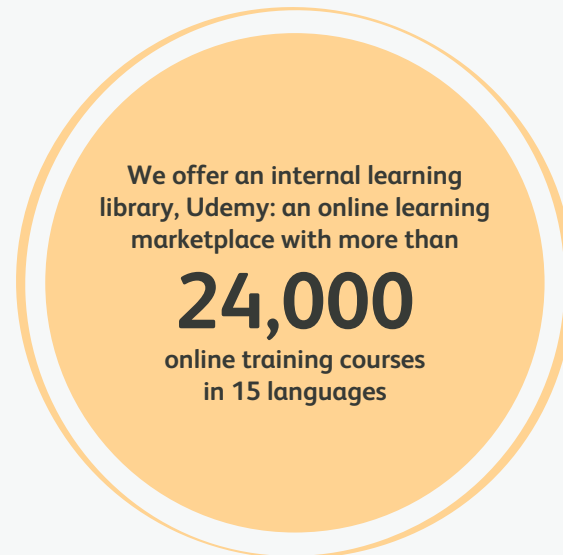 We offer an internal learning
library, Udemy: an online learning
marketplace with more than
24,000
online training courses
in 15 languages